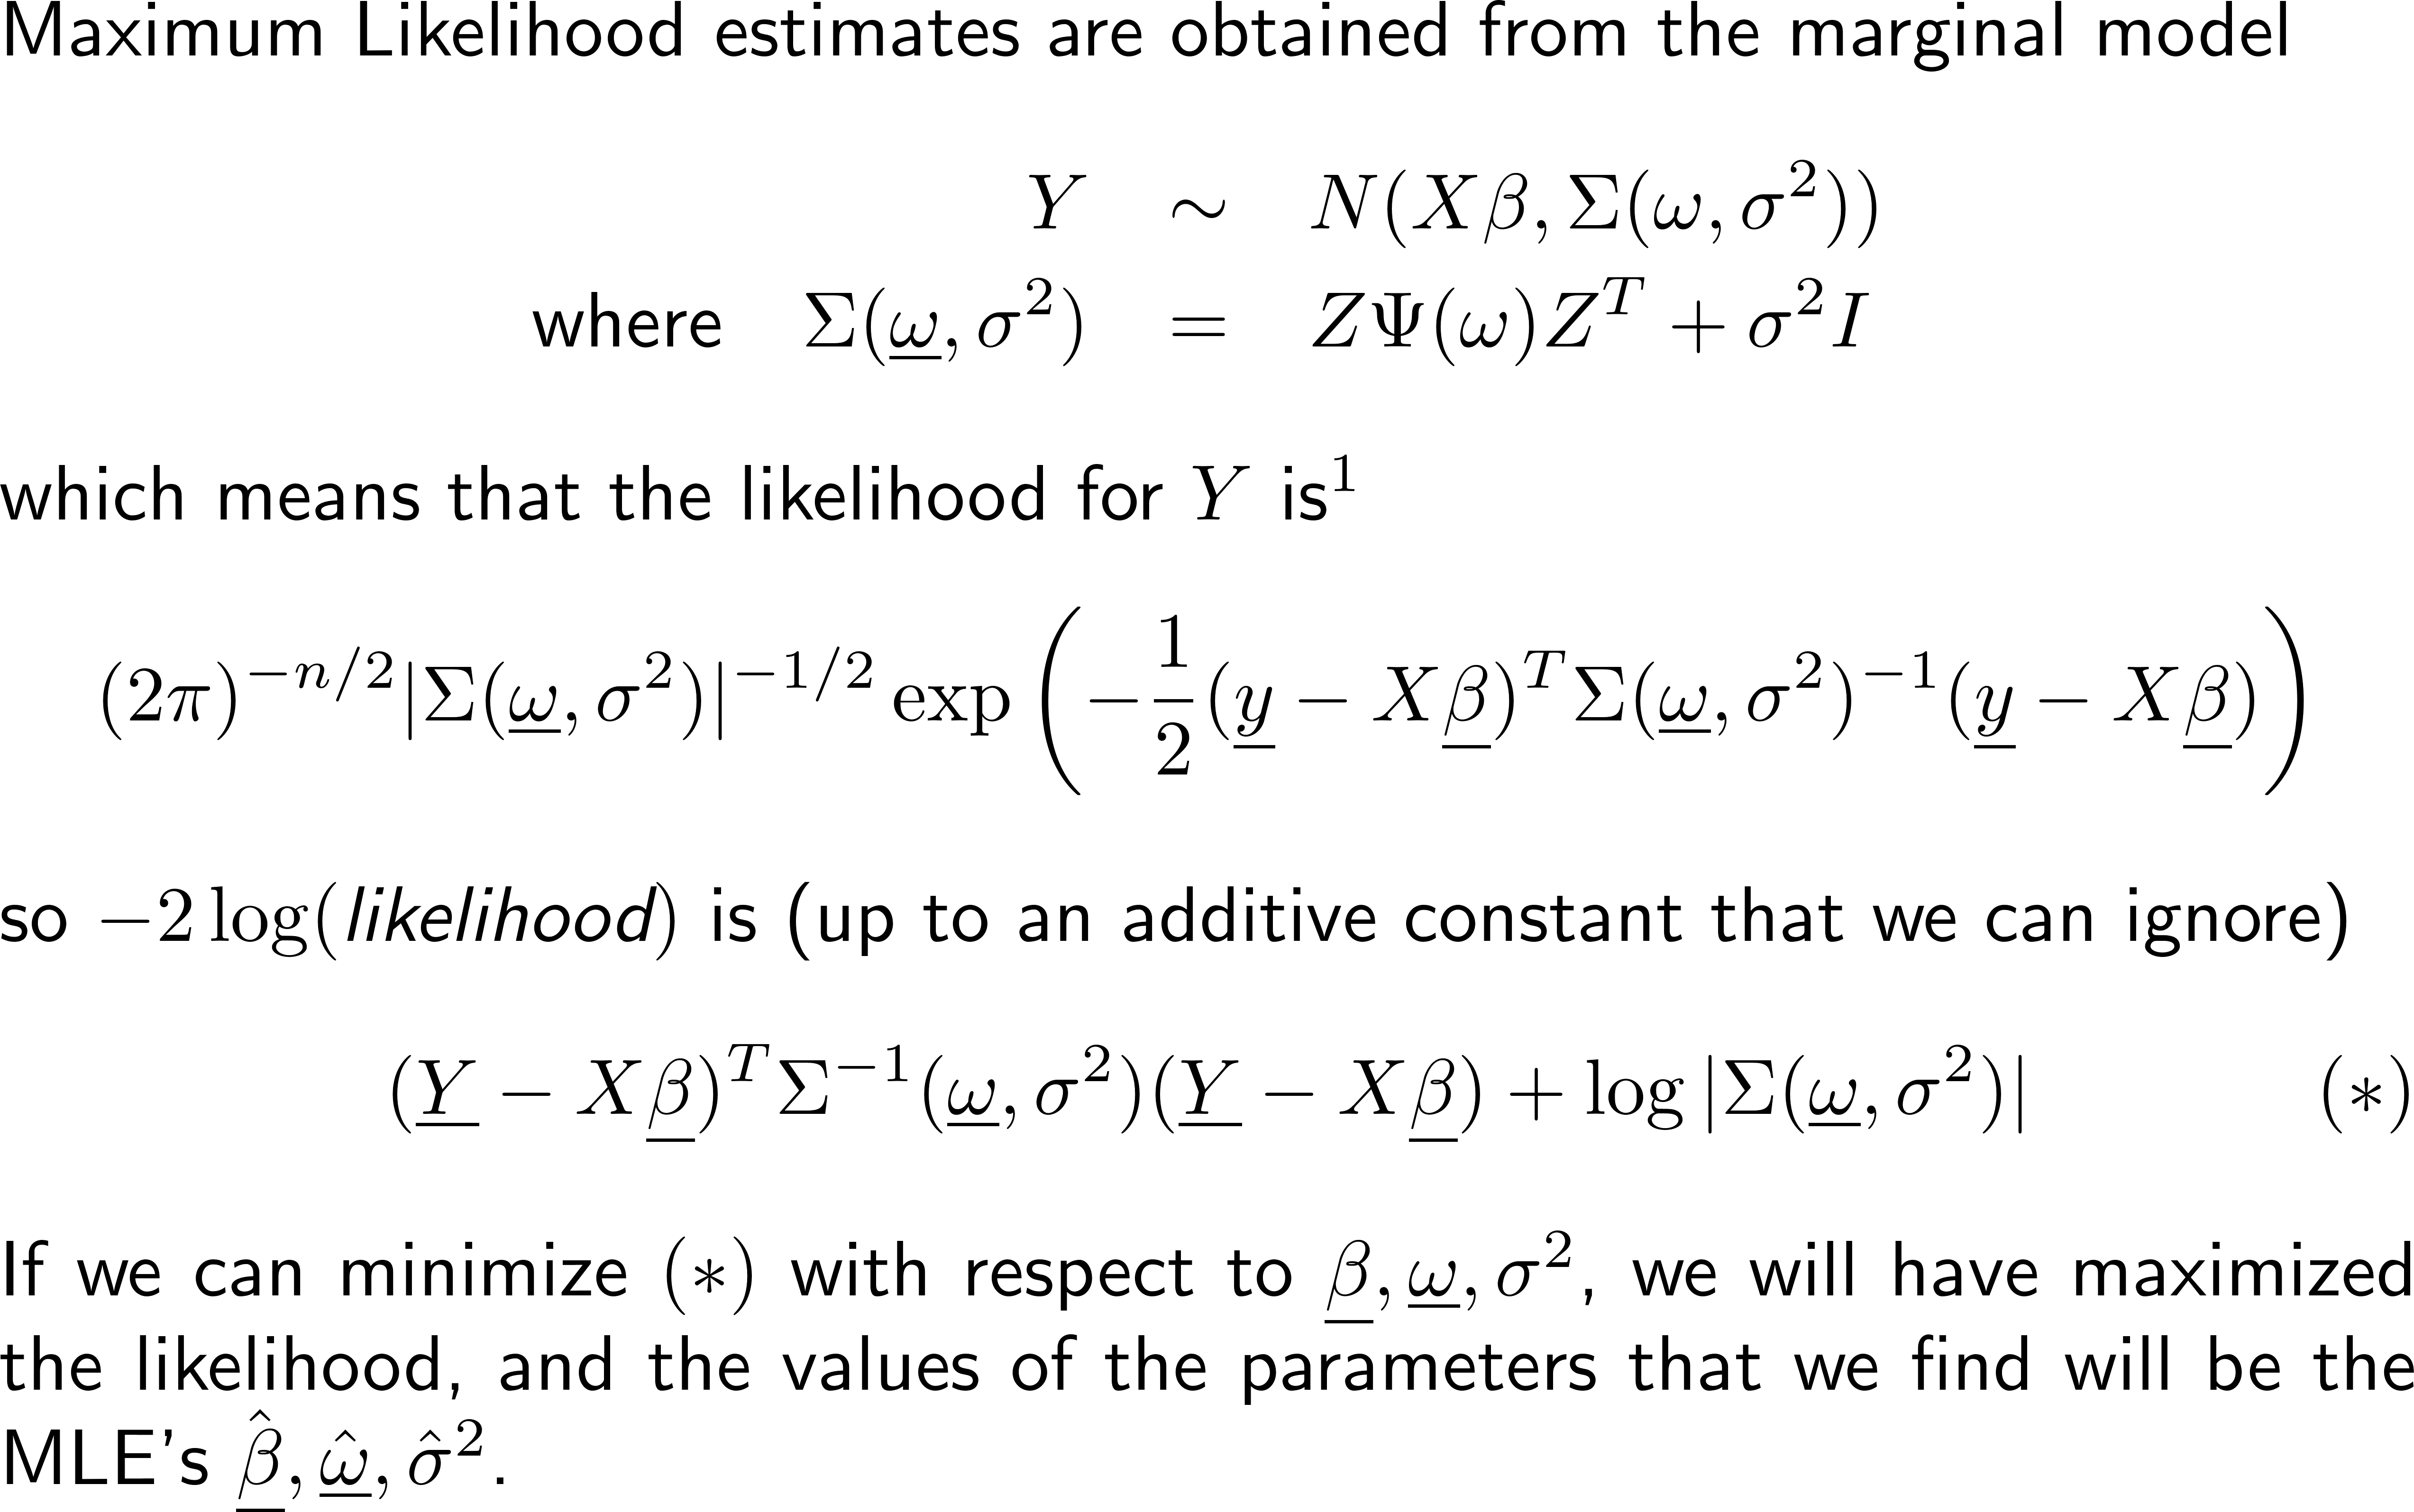 Maximum Likelihood estimates are obtained from the marginal model
Y ∼ N(Xβ, Σ(ω, σ²))
where Σ(<u>ω</u>, σ²) = ZΨ(ω)Zᵀ + σ²I
which means that the likelihood for Y is¹
(2π)^{−n/2}|Σ(<u>ω</u>, σ²)|^{−1/2} exp(−1/2 (<u>y</u> − X<u>β</u>)ᵀΣ(<u>ω</u>, σ²)⁻¹(<u>y</u> − X<u>β</u>))
so −2 log(likelihood) is (up to an additive constant that we can ignore)
(<u>Y</u> − X<u>β</u>)ᵀΣ⁻¹(<u>ω</u>, σ²)(<u>Y</u> − X<u>β</u>) + log |Σ(<u>ω</u>, σ²)| (∗)
If we can minimize (∗) with respect to <u>β</u>, <u>ω</u>, σ², we will have maximized
the likelihood, and the values of the parameters that we find will be the
MLE's <u>β̂</u>, <u>ω̂</u>, σ̂².